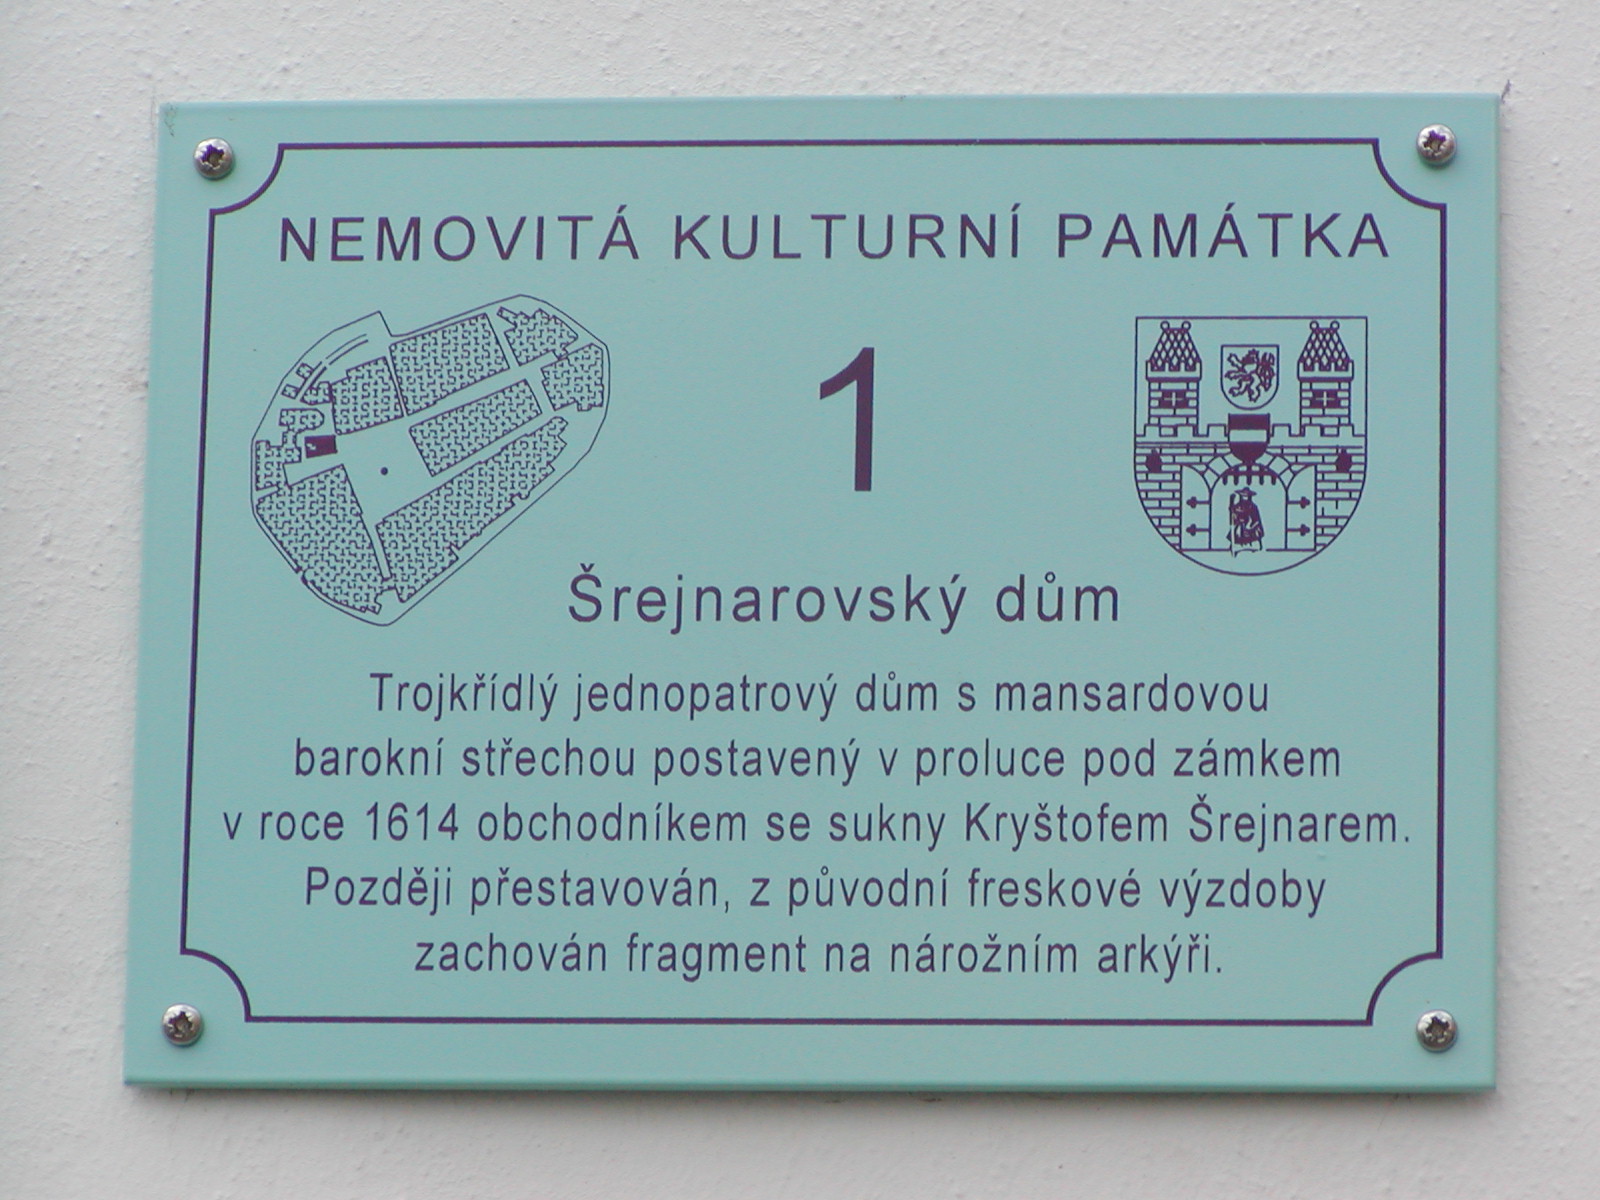 NEMOVITÁ KULTURNÍ PAMÁTKA
1
Šrejnarovský dům
Trojkřídlý jednopatrový dům s mansardovou
barokní střechou postavený v proluce pod zámkem
v roce 1614 obchodníkem se sukny Kryštofem Šrejnarem.
Později přestavován, z původní freskové výzdoby
zachován fragment na nárožním arkýři.